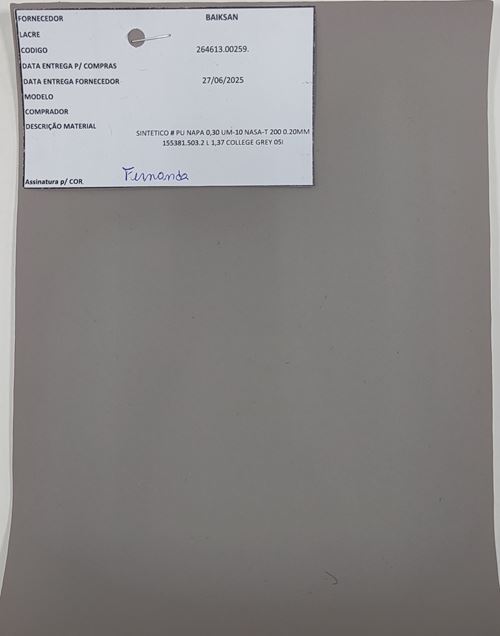 FORNECEDOR BAIKSAN
LACRE
CODIGO 264613.00259.
DATA ENTREGA P/ COMPRAS
DATA ENTREGA FORNECEDOR 27/06/2025
MODELO
COMPRADOR
DESCRIÇÃO MATERIAL SINTETICO # PU NAPA 0,30 UM-10 NASA-T 200 0.20MM
155381.503.2 L 1,37 COLLEGE GREY 05I
Assinatura p/ COR Fernanda